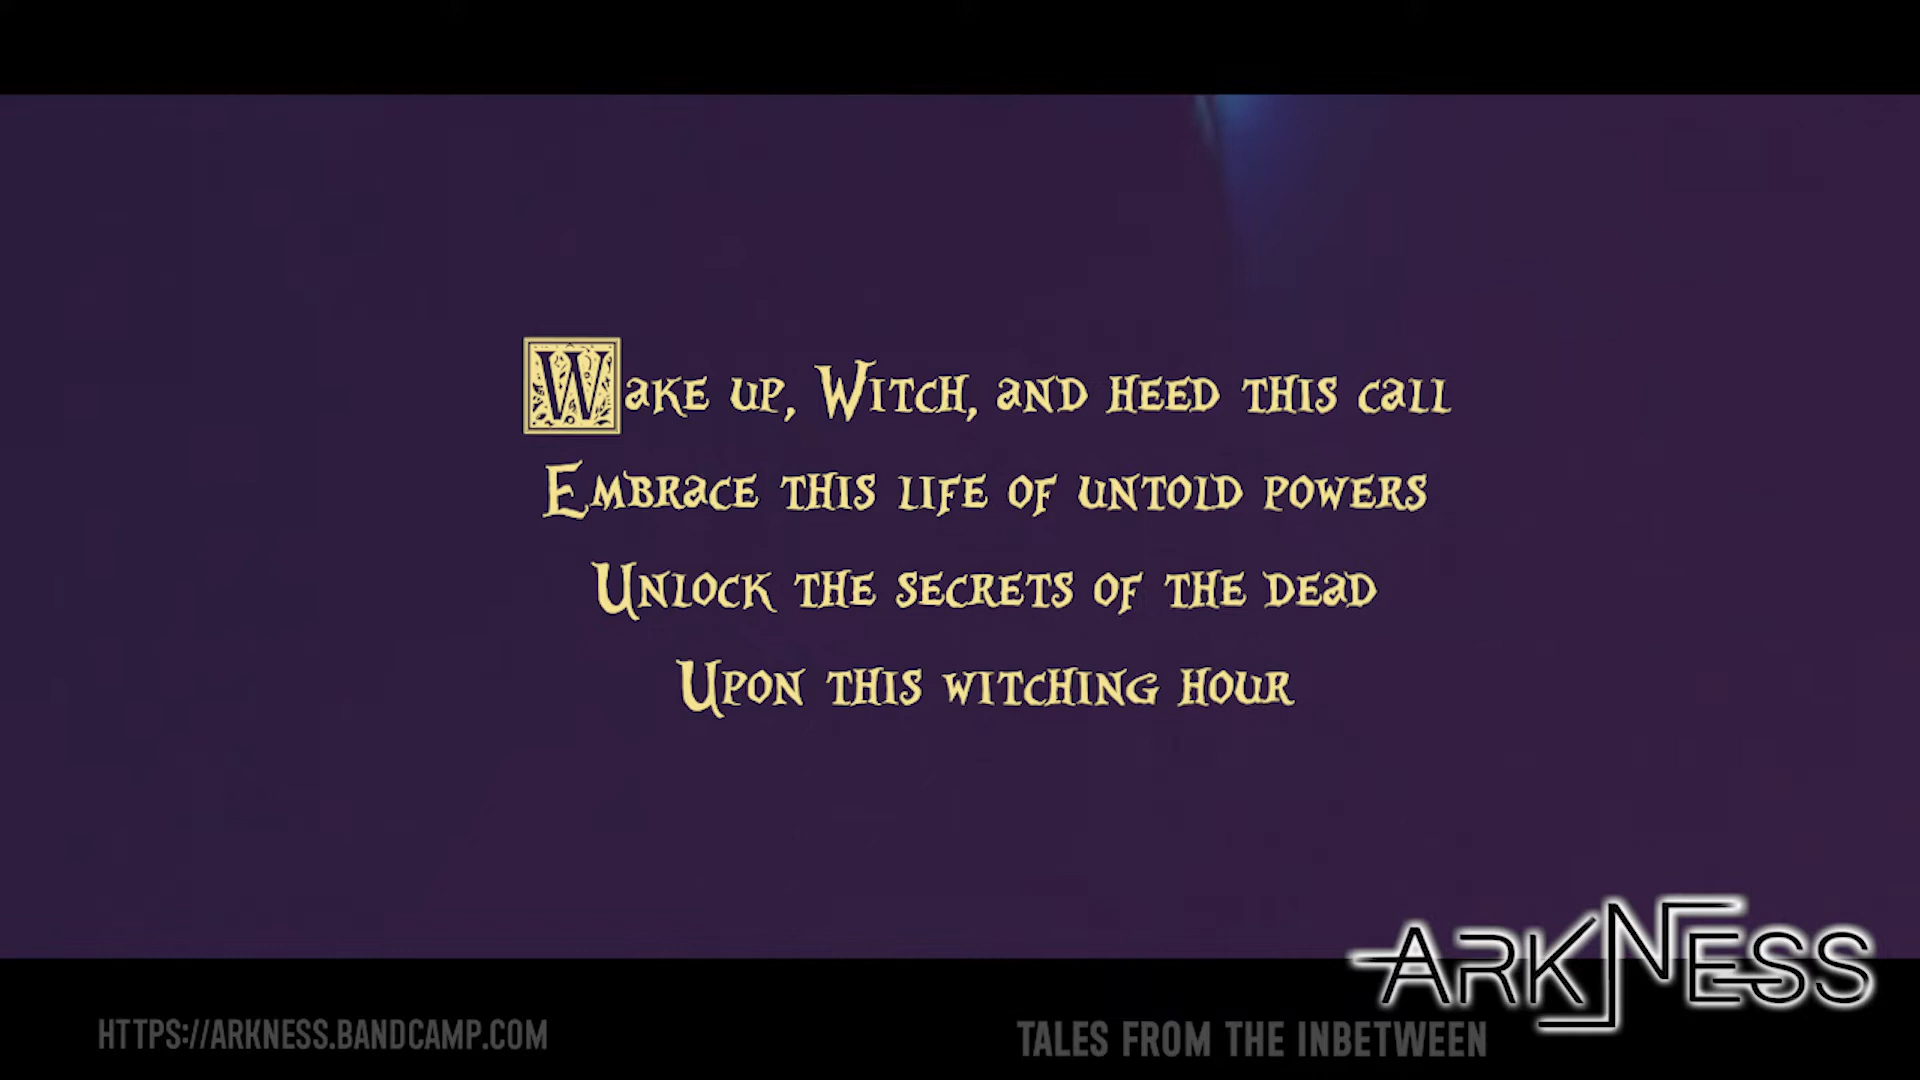 Wake up, Witch, and heed this call
Embrace this life of untold powers
Unlock the secrets of the dead
Upon this witching hour
ARKNESS
HTTPS://ARKNESS.BANDCAMP.COM
TALES FROM THE INBETWEEN